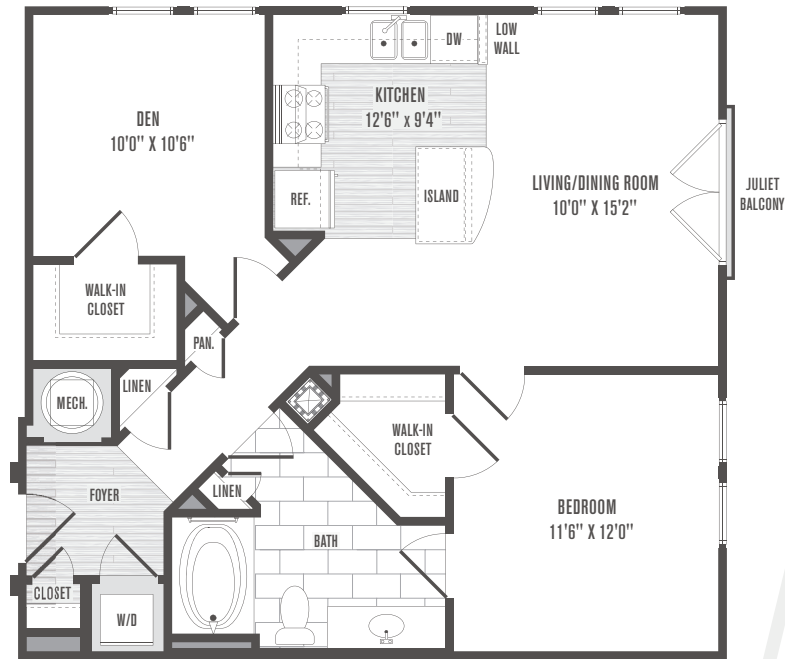 DEN
10'0" X 10'6"
KITCHEN
12'6" x 9'4"
DW
LOW
WALL
REF.
ISLAND
LIVING/DINING ROOM
10'0" X 15'2"
JULIET
BALCONY
WALK-IN
CLOSET
PAN.
LINEN
MECH.
WALK-IN
CLOSET
FOYER
LINEN
BATH
BEDROOM
11'6" X 12'0"
CLOSET
W/D